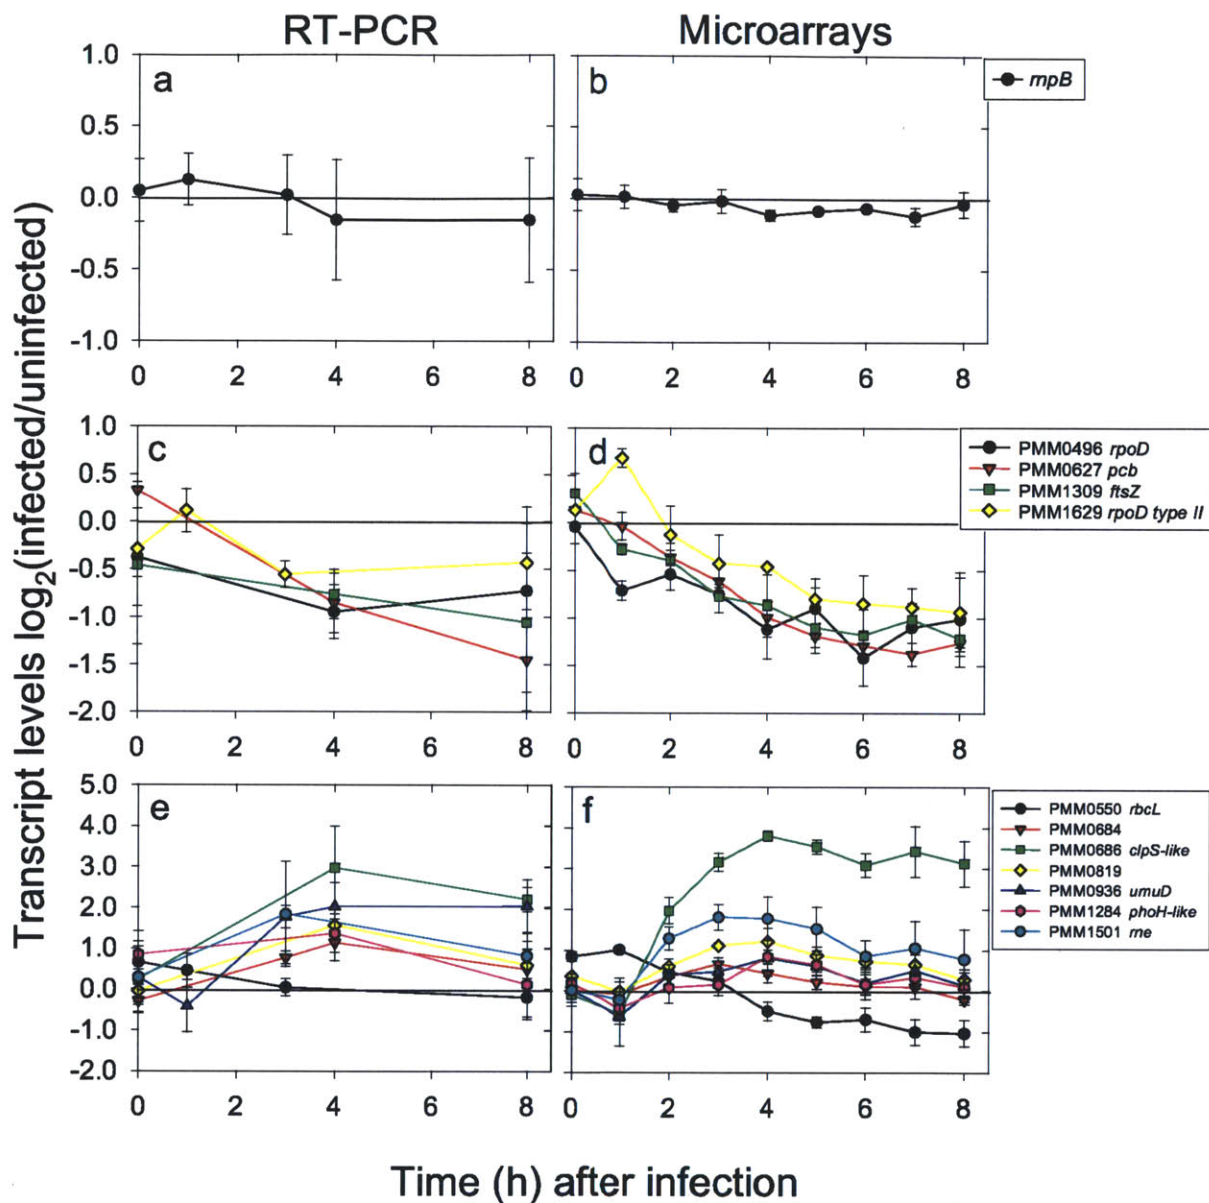 RT-PCR
Microarrays
Transcript levels log2(infected/uninfected)
a
1.0
0.5
0.0
-0.5
-1.0
0 2 4 6 8
b
rnpB
0 2 4 6 8
c
1.0
0.5
0.0
-0.5
-1.0
-1.5
-2.0
0 2 4 6 8
d
PMM0496 rpoD
PMM0627 pcb
PMM1309 ftsZ
PMM1629 rpoD type II
0 2 4 6 8
e
5.0
4.0
3.0
2.0
1.0
0.0
-1.0
-2.0
0 2 4 6 8
f
PMM0550 rbcL
PMM0684
PMM0686 clpS-like
PMM0819
PMM0936 umuD
PMM1284 phoH-like
PMM1501 rne
0 2 4 6 8
Time (h) after infection